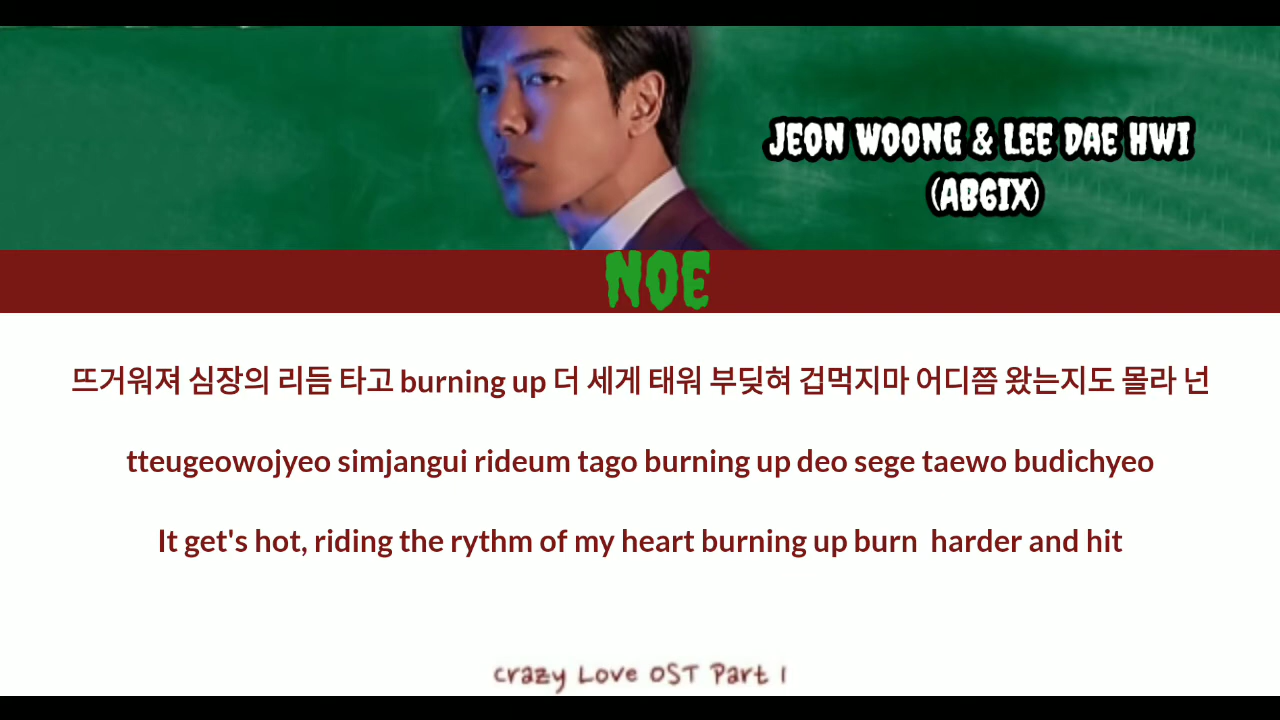 JEON WOONG & LEE DAE HWI
(AB6IX)
NOE
뜨거워져 심장의 리듬 타고 burning up 더 세게 태워 부딪혀 겁먹지마 어디쯤 왔는지도 몰라 넌
tteugeowojyeo simjangui rideum tago burning up deo sege taewo budichyeo
It get's hot, riding the rythm of my heart burning up burn  harder and hit
crazy Love OST Part 1